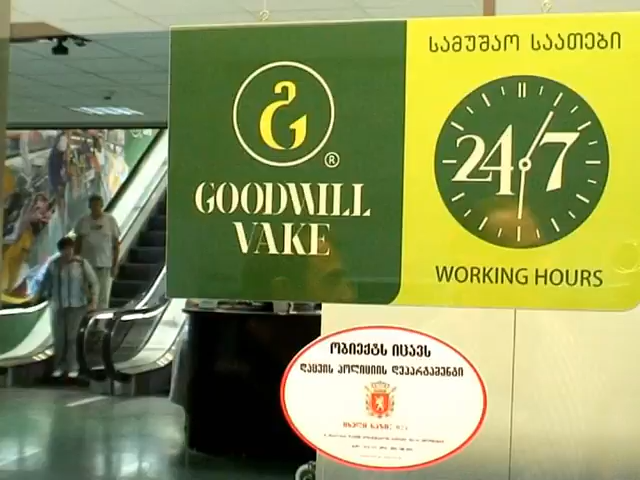 ®
GOODWILL
VAKE
სამუშაო საათები
24/7
WORKING HOURS
ობიექტს იცავს
დაცვის პოლიციის დეპარტამენტი